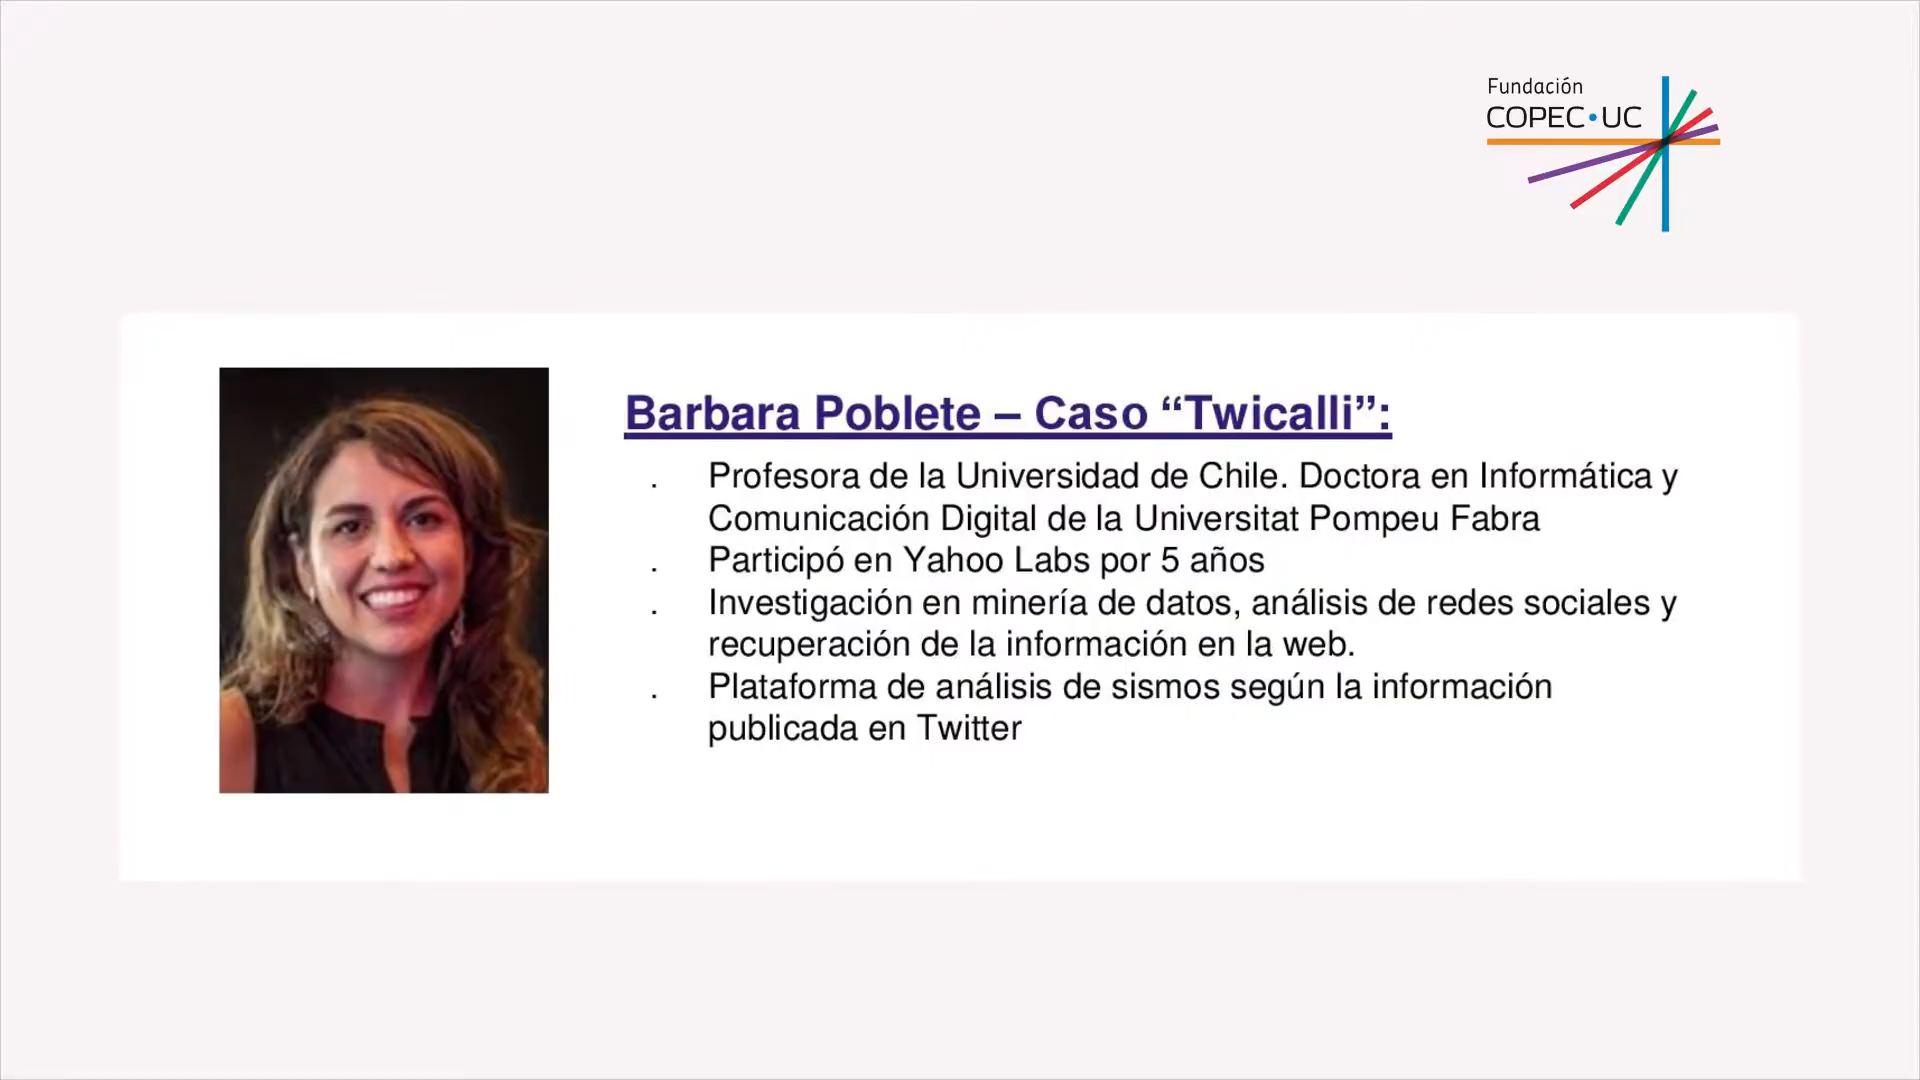 Fundación
COPEC•UC
Barbara Poblete – Caso “Twicalli”:
. Profesora de la Universidad de Chile. Doctora en Informática y
Comunicación Digital de la Universitat Pompeu Fabra
. Participó en Yahoo Labs por 5 años
. Investigación en minería de datos, análisis de redes sociales y
recuperación de la información en la web.
. Plataforma de análisis de sismos según la información
publicada en Twitter